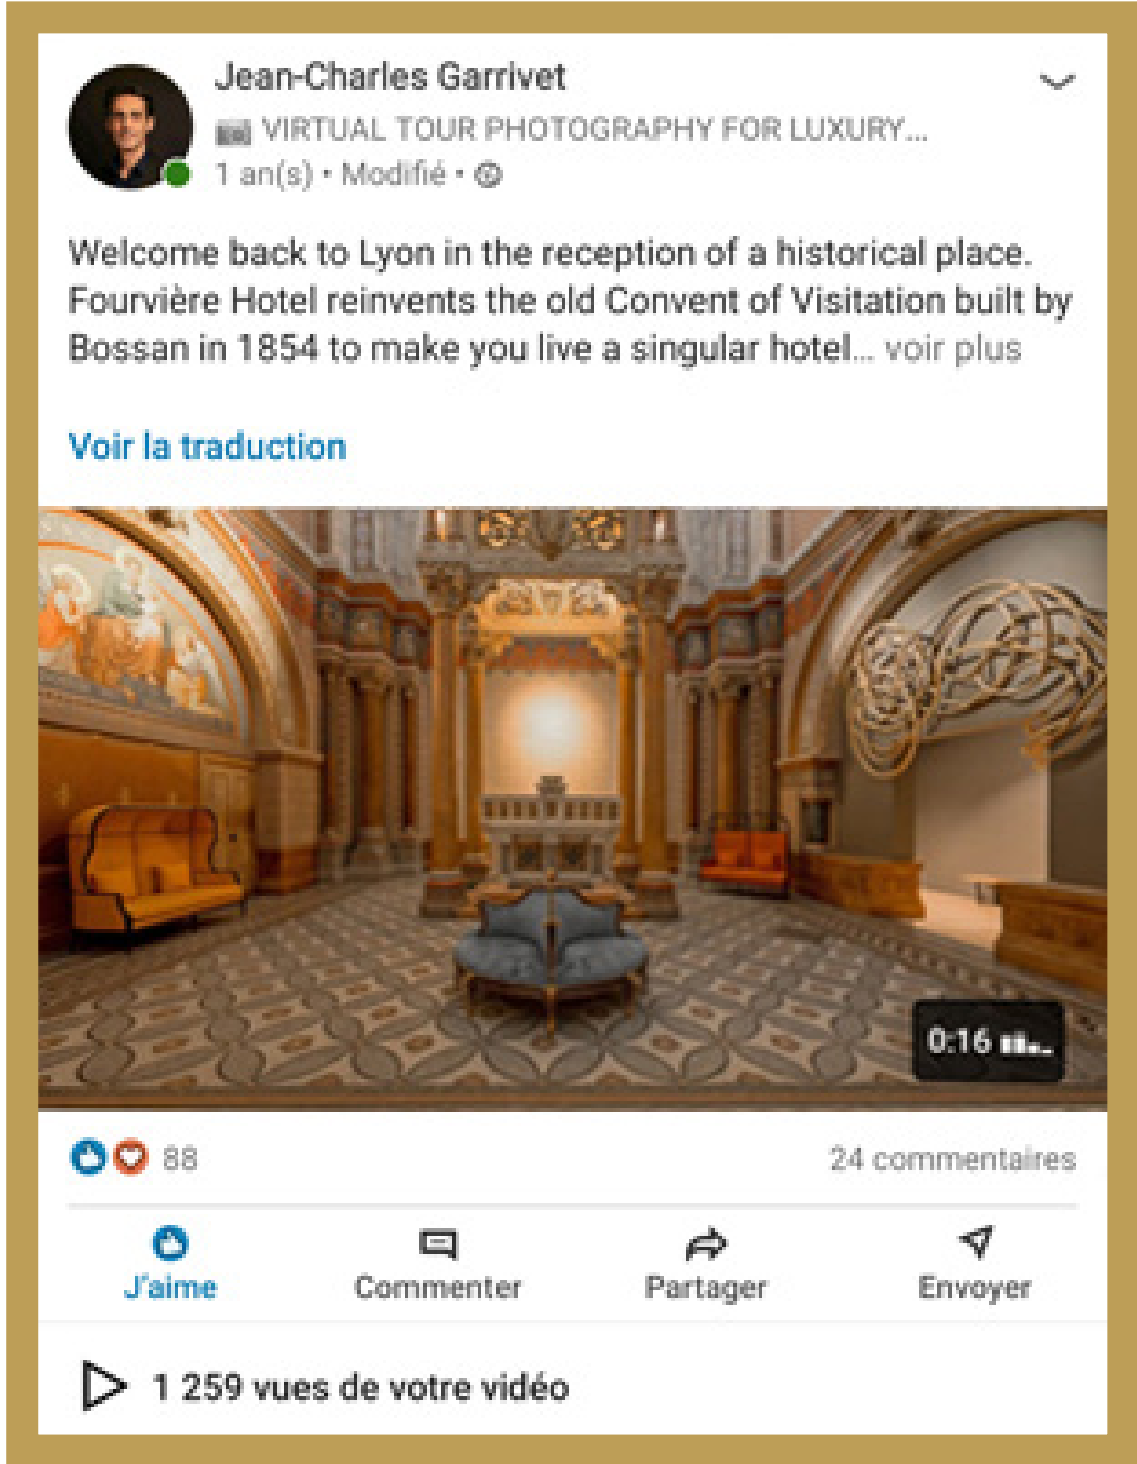 Jean-Charles Garrivet
📷 VIRTUAL TOUR PHOTOGRAPHY FOR LUXURY...
1 an(s) • Modifié •
Welcome back to Lyon in the reception of a historical place.
Fourvière Hotel reinvents the old Convent of Visitation built by
Bossan in 1854 to make you live a singular hotel... voir plus
Voir la traduction
0:16
88
24 commentaires
J'aime
Commenter
Partager
Envoyer
1 259 vues de votre vidéo